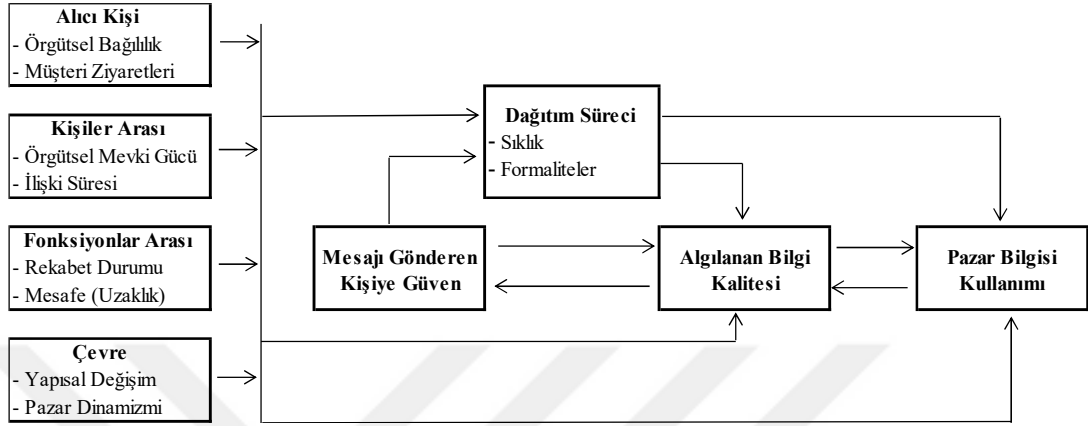 Alıcı Kişi
- Örgütsel Bağılılık
- Müşteri Ziyaretleri
Kişiler Arası
- Örgütsel Mevki Gücü
- İlişki Süresi
Fonksiyonlar Arası
- Rekabet Durumu
- Mesafe (Uzaklık)
Çevre
- Yapısal Değişim
- Pazar Dinamizmi
Dağıtım Süreci
- Sıklık
- Formaliteler
Mesajı Gönderen
Kişiye Güven
Algılanan Bilgi
Kalitesi
Pazar Bilgisi
Kullanımı